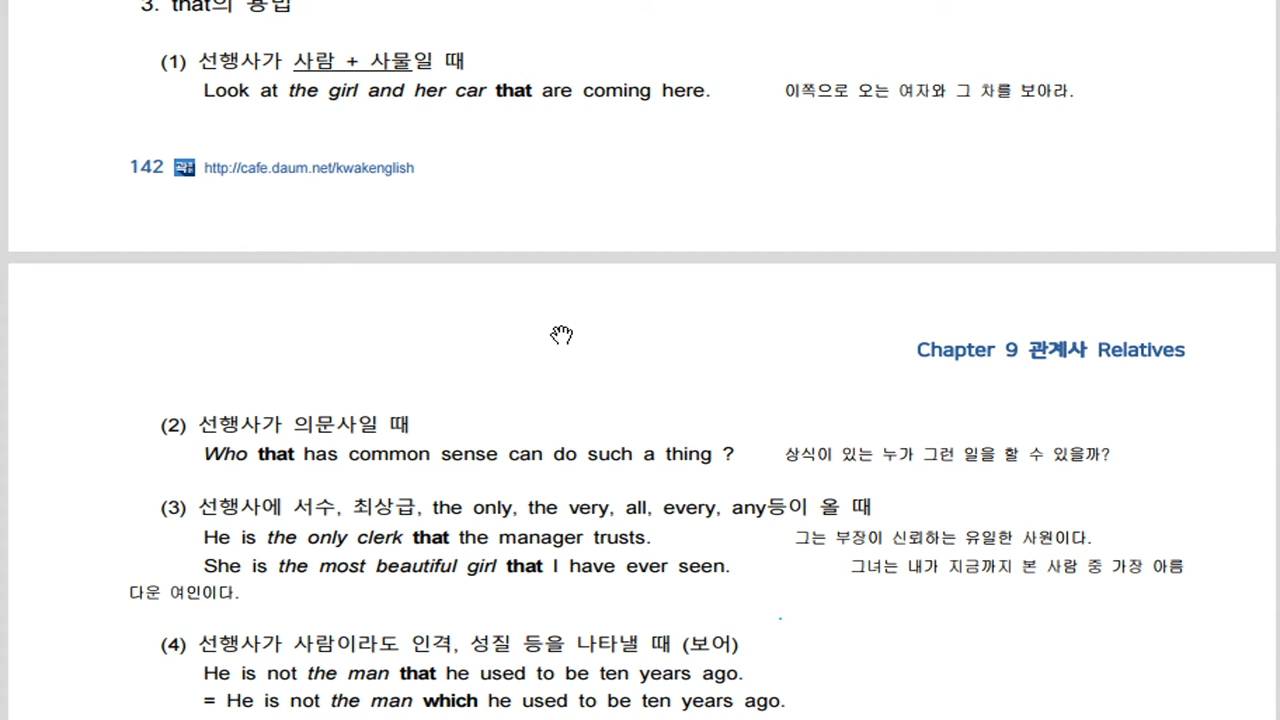 3. that의 용법
(1) 선행사가 사람 + 사물일 때
Look at the girl and her car that are coming here. 이쪽으로 오는 여자와 그 차를 보아라.
142 http://cafe.daum.net/kwakenglish
Chapter 9 관계사 Relatives
(2) 선행사가 의문사일 때
Who that has common sense can do such a thing ? 상식이 있는 누가 그런 일을 할 수 있을까?
(3) 선행사에 서수, 최상급, the only, the very, all, every, any등이 올 때
He is the only clerk that the manager trusts. 그는 부장이 신뢰하는 유일한 사원이다.
She is the most beautiful girl that I have ever seen. 그녀는 내가 지금까지 본 사람 중 가장 아름
다운 여인이다.
(4) 선행사가 사람이라도 인격, 성질 등을 나타낼 때 (보어)
He is not the man that he used to be ten years ago.
= He is not the man which he used to be ten years ago.